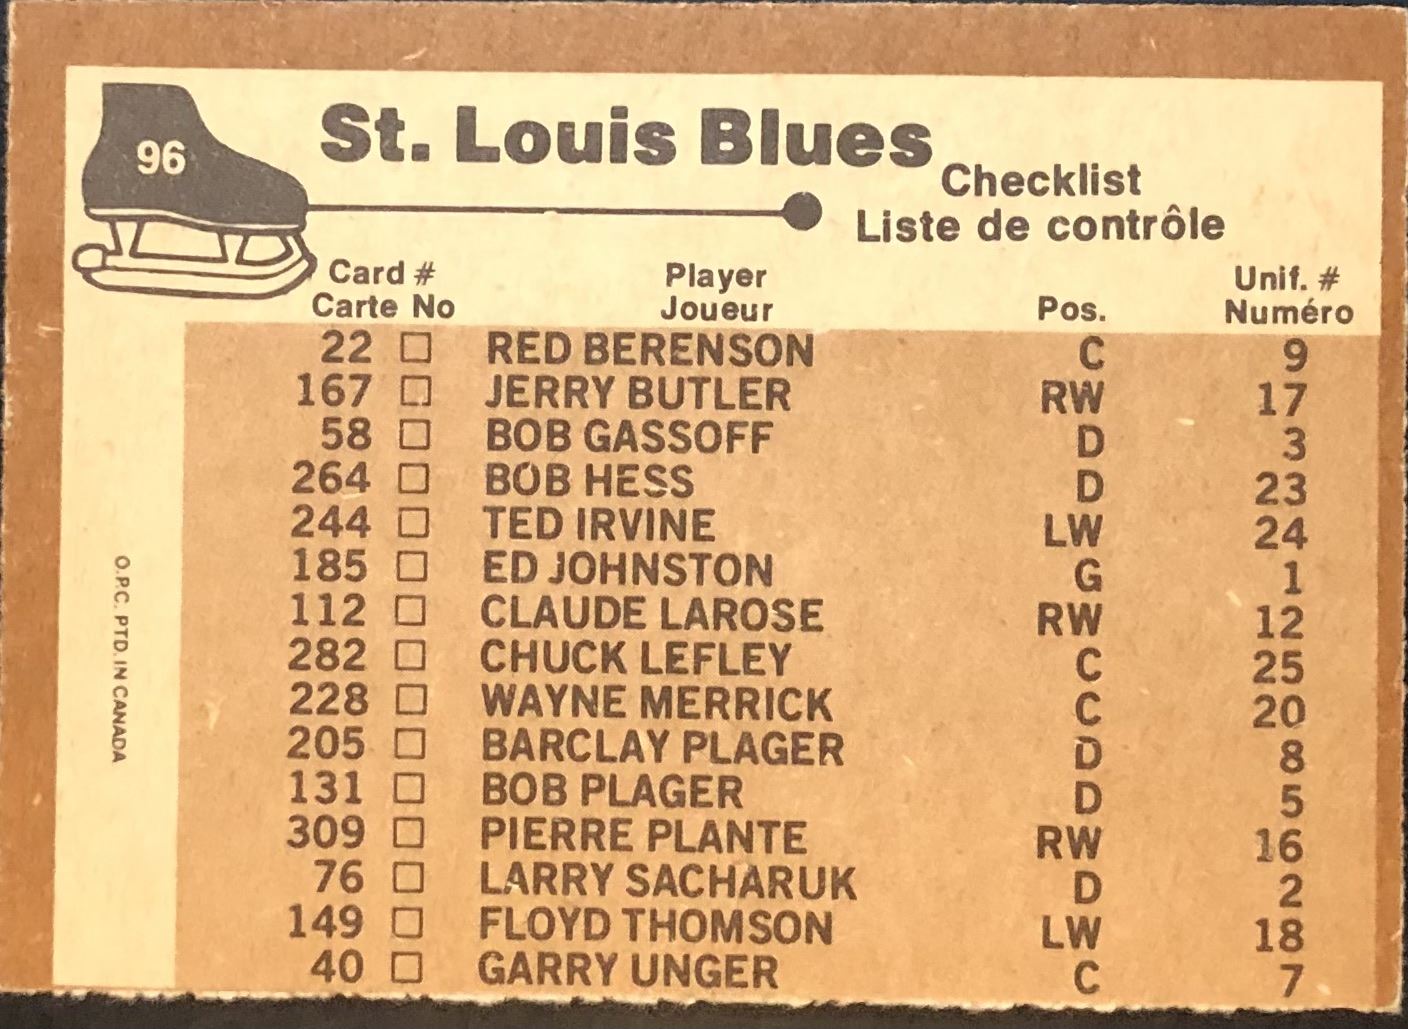 96
St. Louis Blues
Checklist
Liste de contrôle
Card # Player Unif. #
Carte No Joueur Pos. Numéro
22 □ RED BERENSON C 9
167 □ JERRY BUTLER RW 17
58 □ BOB GASSOFF D 3
264 □ BOB HESS D 23
244 □ TED IRVINE LW 24
185 □ ED JOHNSTON G 1
112 □ CLAUDE LAROSE RW 12
282 □ CHUCK LEFLEY C 25
228 □ WAYNE MERRICK C 20
205 □ BARCLAY PLAGER D 8
131 □ BOB PLAGER D 5
309 □ PIERRE PLANTE RW 16
76 □ LARRY SACHARUK D 2
149 □ FLOYD THOMSON LW 18
40 □ GARRY UNGER C 7
O.P.C. PTD. IN CANADA